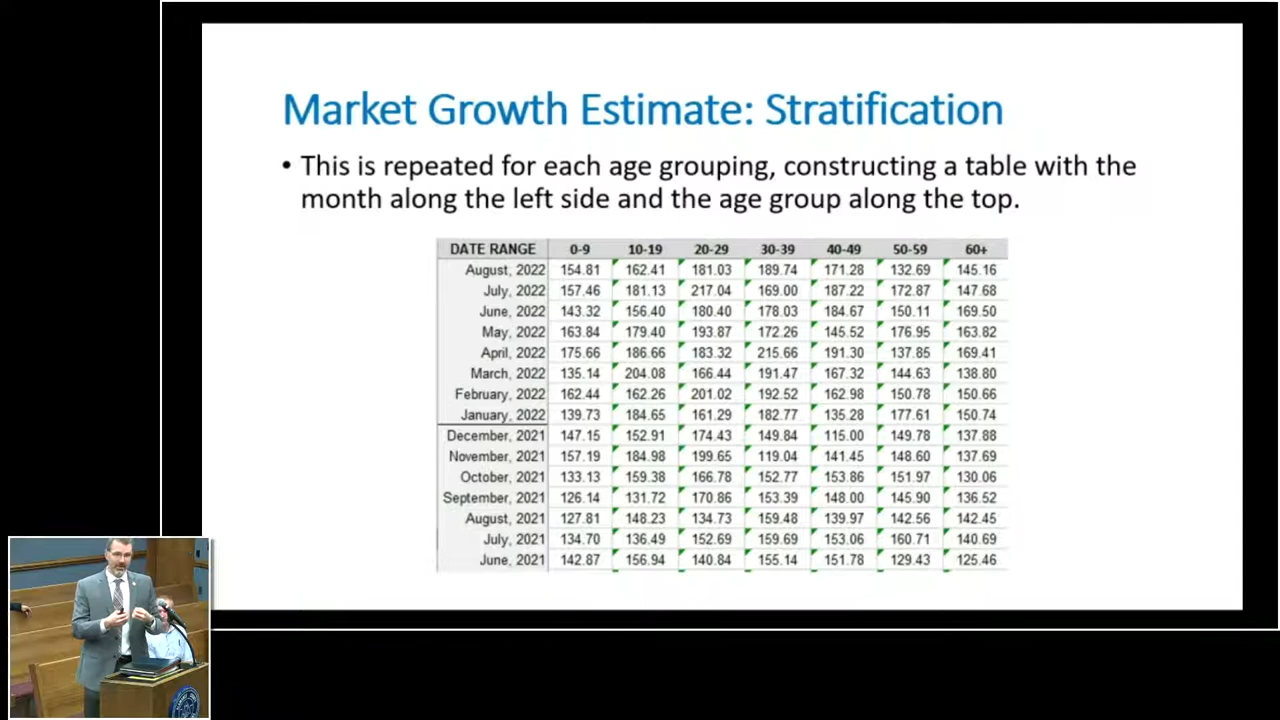 Market Growth Estimate: Stratification
• This is repeated for each age grouping, constructing a table with the
month along the left side and the age group along the top.
DATE RANGE 0-9 10-19 20-29 30-39 40-49 50-59 60+
August, 2022 154.81 162.41 181.03 189.74 171.28 132.69 145.16
July, 2022 157.46 181.13 217.04 169.00 187.22 172.87 147.68
June, 2022 143.32 156.40 180.40 178.03 184.67 150.11 169.50
May, 2022 163.84 179.40 193.87 172.26 145.52 176.95 163.82
April, 2022 175.66 186.66 183.32 215.66 191.30 137.85 169.41
March, 2022 135.14 204.08 166.44 191.47 167.32 144.63 138.80
February, 2022 162.44 162.26 201.02 192.52 162.98 150.78 150.66
January, 2022 139.73 184.65 161.29 182.77 135.28 177.61 150.74
December, 2021 147.15 152.91 174.43 149.84 115.00 149.78 137.88
November, 2021 157.19 184.98 199.65 119.04 141.45 148.60 137.69
October, 2021 133.13 159.38 166.78 152.77 153.86 151.97 130.06
September, 2021 126.14 131.72 170.86 153.39 148.00 145.90 136.52
August, 2021 127.81 148.23 134.73 159.48 139.97 142.56 142.45
July, 2021 134.70 136.49 152.69 159.69 153.06 160.71 140.69
June, 2021 142.87 156.94 140.84 155.14 151.78 129.43 125.46